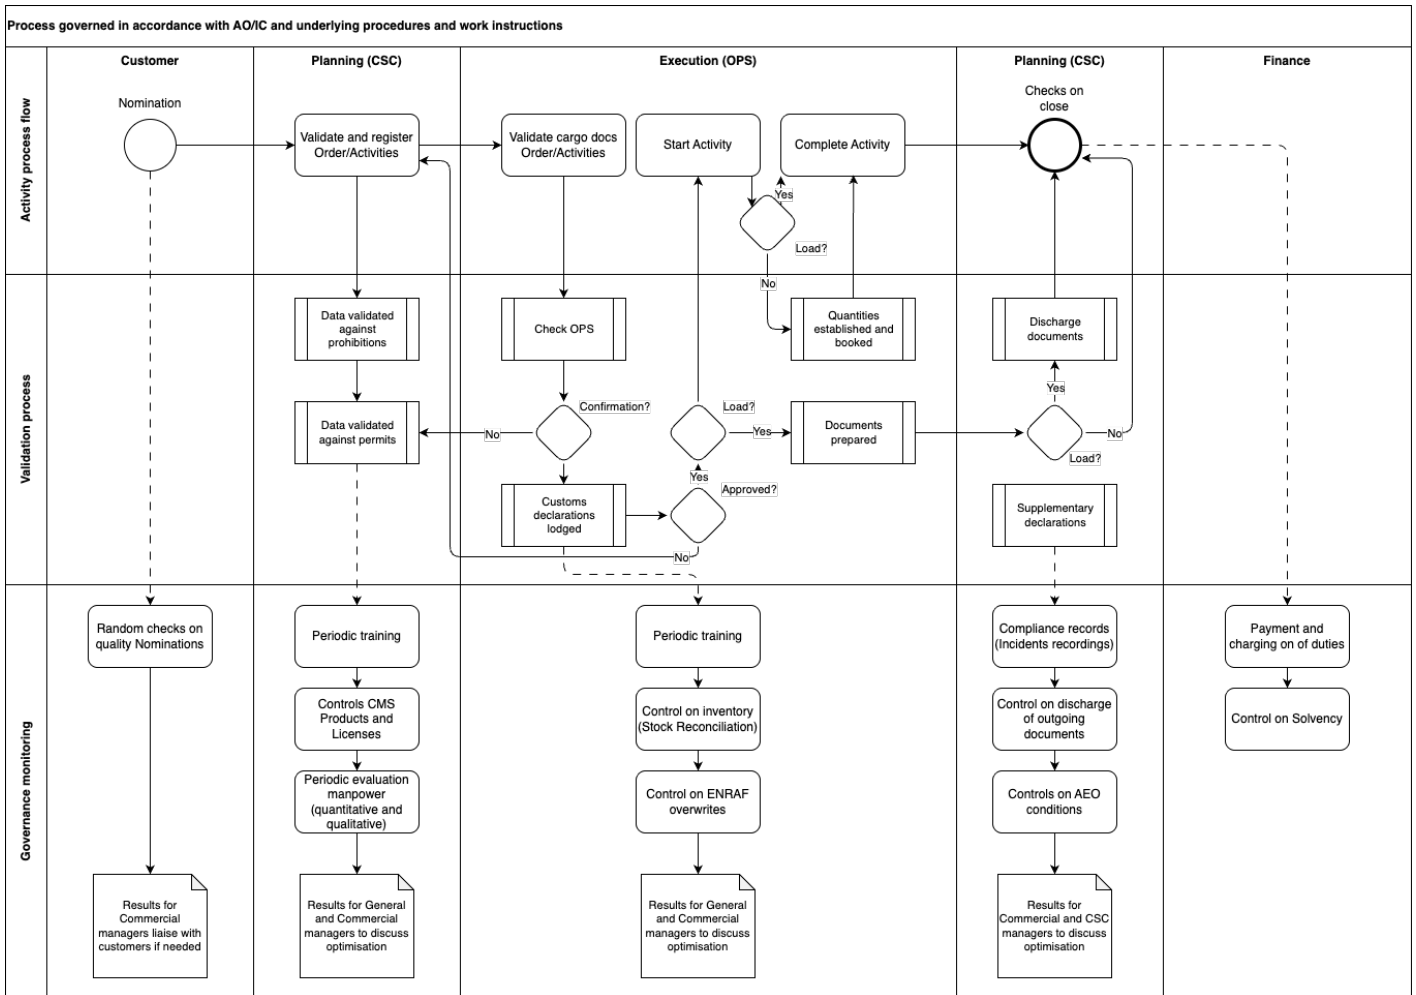 Process governed in accordance with AO/IC and underlying procedures and work instructions
Customer
Planning (CSC)
Execution (OPS)
Planning (CSC)
Finance
Activity process flow
Nomination
Validate and register
Order/Activities
Validate cargo docs
Order/Activities
Start Activity
Complete Activity
Checks on
close
Yes
Load?
No
Validation process
Data validated
against
prohibitions
Check OPS
Quantities
established and
booked
Discharge
documents
Yes
Confirmation?
Load?
Data validated
against permits
No
Yes
Documents
prepared
No
Load?
Yes
Approved?
Customs
declarations
lodged
Supplementary
declarations
No
Governance monitoring
Random checks on
quality Nominations
Periodic training
Periodic training
Compliance records
(Incidents recordings)
Payment and
charging on of duties
Controls CMS
Products and
Licenses
Control on inventory
(Stock Reconciliation)
Control on discharge
of outgoing
documents
Control on Solvency
Periodic evaluation
manpower
(quantitative and
qualitative)
Control on ENRAF
overwrites
Controls on AEO
conditions
Results for
Commercial
managers liaise with
customers if needed
Results for General
and Commercial
managers to discuss
optimisation
Results for General
and Commercial
managers to discuss
optimisation
Results for
Commercial and CSC
managers to discuss
optimisation